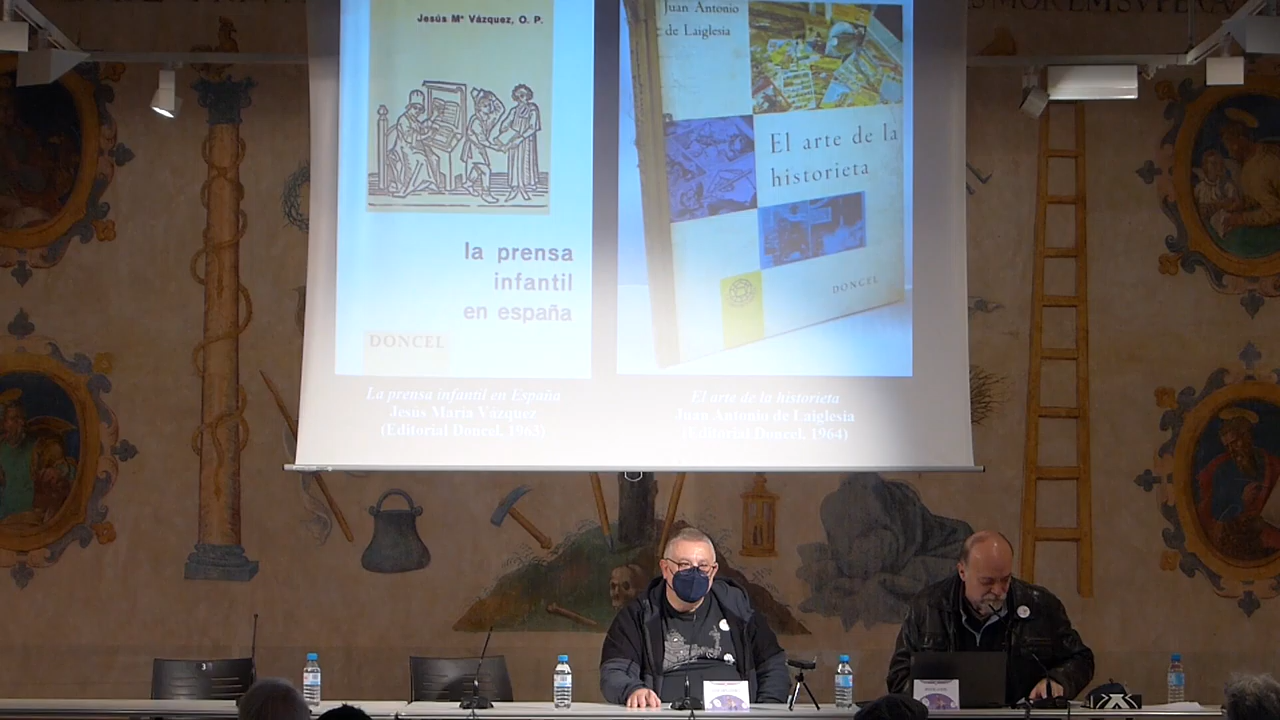 Jesús Mª Vázquez, O. P.
la prensa
infantil
en españa
DONCEL
La prensa infantil en España
Jesús María Vázquez
(Editorial Doncel, 1963)
Juan Antonio
de Laiglesia
El arte de la
historieta
DONCEL
El arte de la historieta
Juan Antonio de Laiglesia
(Editorial Doncel, 1964)